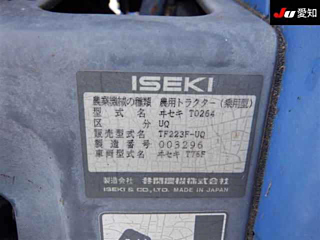 JU 愛知
ISEKI
農業機械の種類 農用トラクター(乗用型)
型式名 ヰセキ T0264
区分 UQ
販売型式名 TF223F-UQ
製造番号 003296
車両型式名 ヰセキ T76F
製造会社 井関農機株式会社
ISEKI & CO.,LTD. MADE IN JAPAN